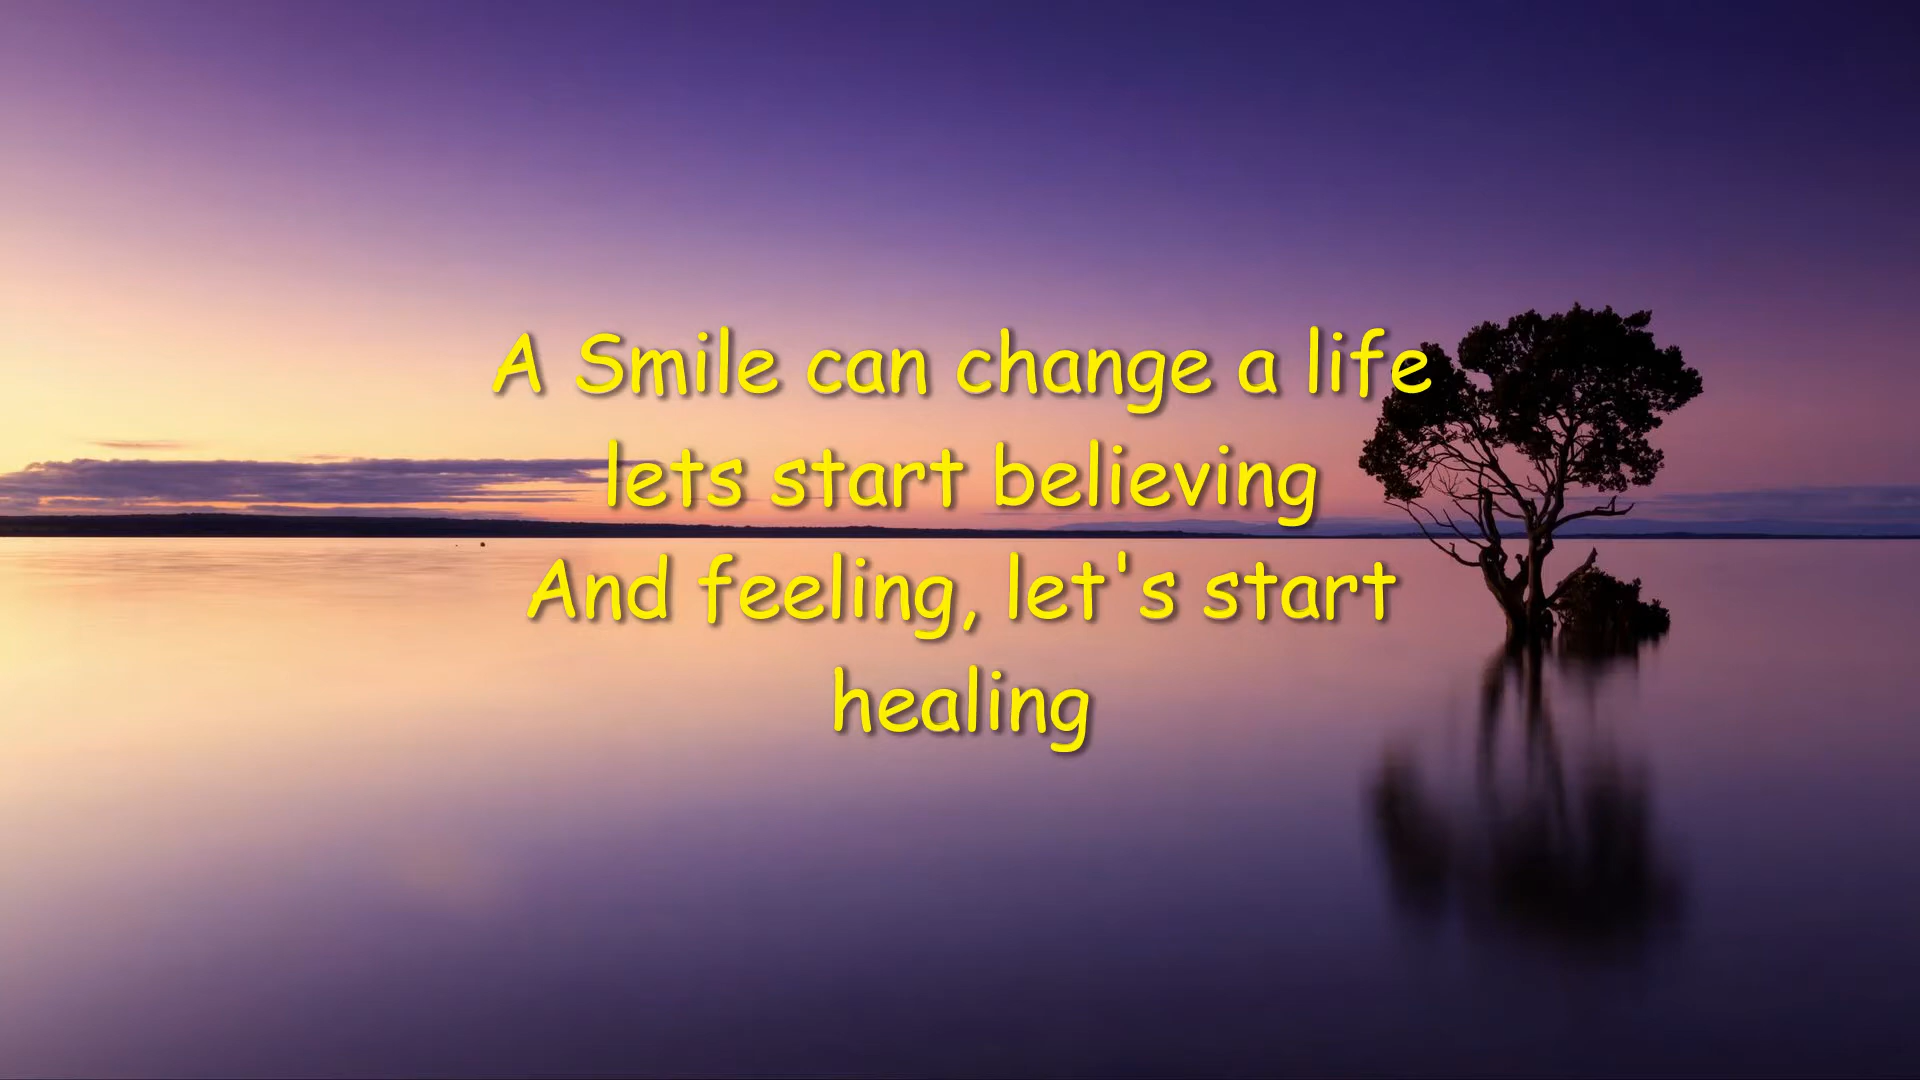 A Smile can change a life
lets start believing
And feeling, let's start
healing